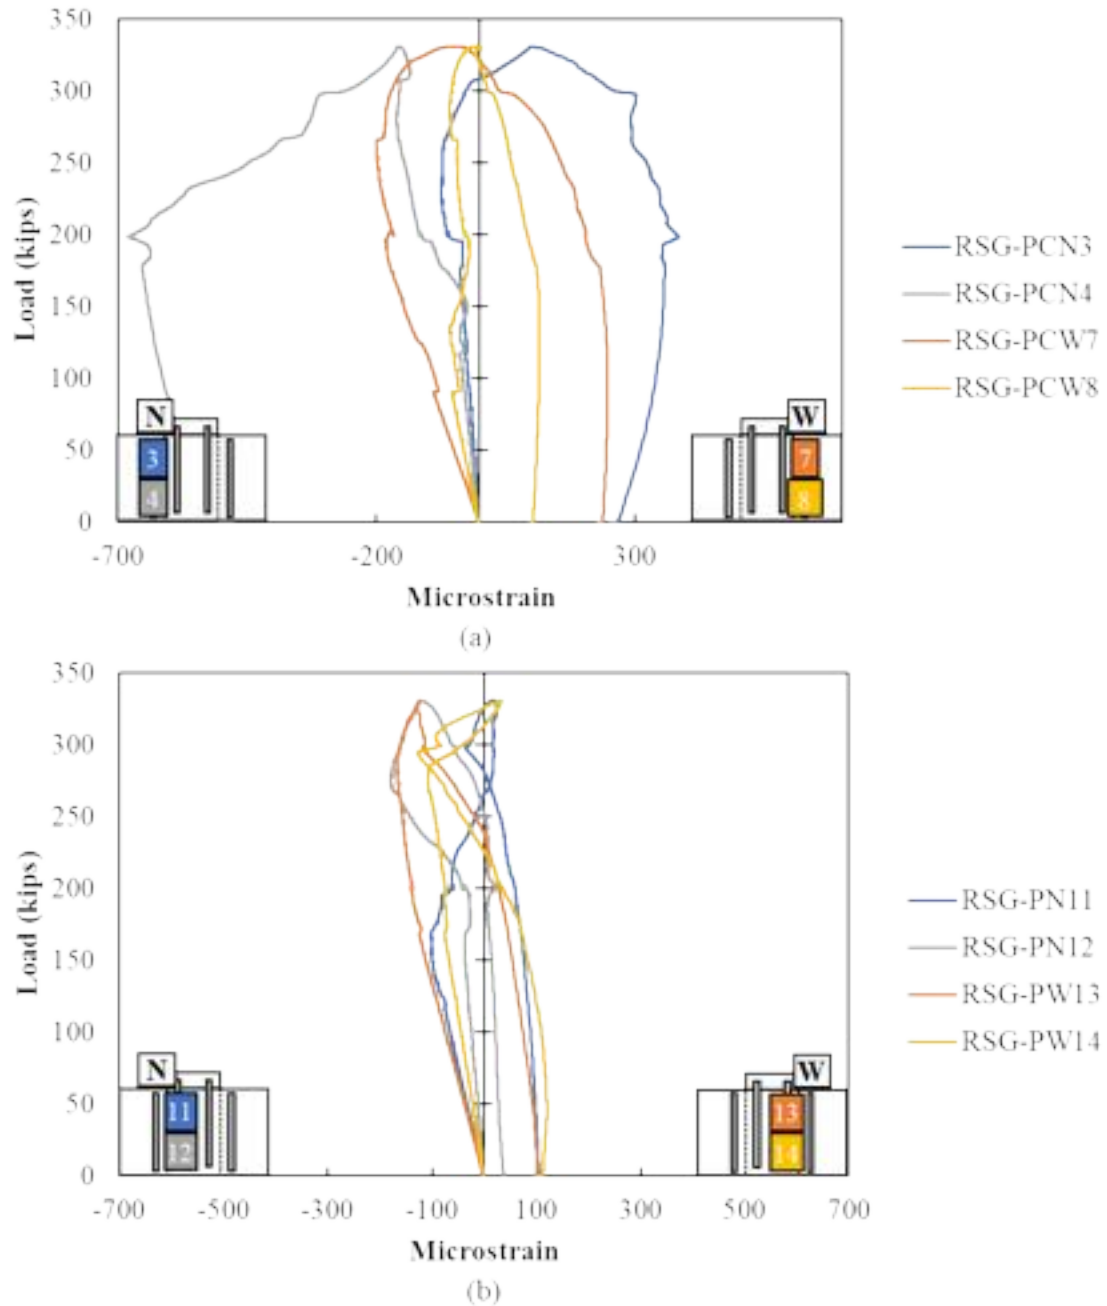 350
300
250
200
150
100
50
0
Load (kips)
-700
-200
300
Microstrain
(a)
N
3
4
W
7
8
RSG-PCN3
RSG-PCN4
RSG-PCW7
RSG-PCW8
350
300
250
200
150
100
50
0
Load (kips)
-700
-500
-300
-100
100
300
500
700
Microstrain
(b)
N
11
12
W
13
14
RSG-PN11
RSG-PN12
RSG-PW13
RSG-PW14